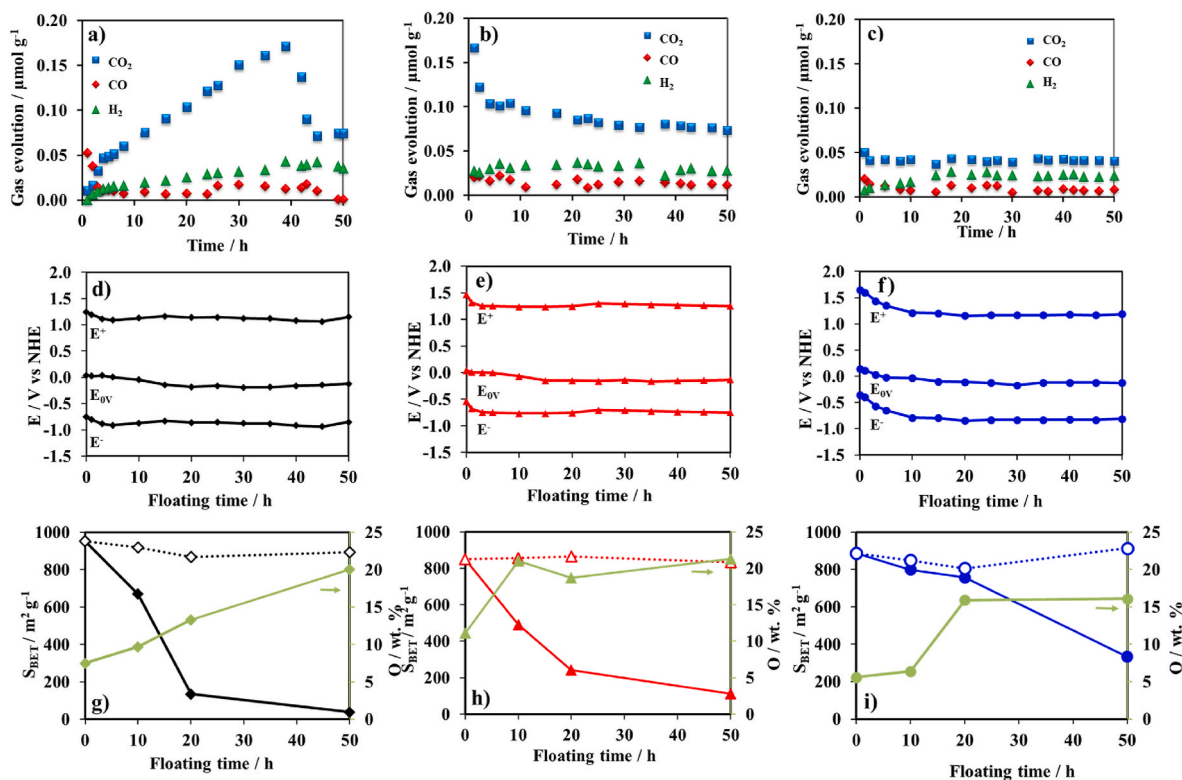 a)
Gas evolution / μmol g⁻¹
0.20
0.15
0.10
0.05
0.00
CO₂
CO
H₂
0 10 20 30 40 50
Time / h
b)
Gas evolution / μmol g⁻¹
0.20
0.15
0.10
0.05
0.00
CO₂
CO
H₂
0 10 20 30 40 50
Time / h
c)
Gas evolution / μmol g⁻¹
0.20
0.15
0.10
0.05
0.00
CO₂
CO
H₂
0 10 20 30 40 50
Time / h
d)
E / V vs NHE
2.0
1.5
1.0
0.5
0.0
-0.5
-1.0
-1.5
E⁺
E₀ᵥ
E⁻
0 10 20 30 40 50
Floating time / h
e)
E / V vs NHE
2.0
1.5
1.0
0.5
0.0
-0.5
-1.0
-1.5
E⁺
E₀ᵥ
E⁻
0 10 20 30 40 50
Floating time / h
f)
E / V vs NHE
2.0
1.5
1.0
0.5
0.0
-0.5
-1.0
-1.5
E⁺
E₀ᵥ
E⁻
0 10 20 30 40 50
Floating time / h
g)
S_BET / m² g⁻¹
1000
800
600
400
200
0
25
20
15
10
5
0
O / wt. %
0 10 20 30 40 50
Floating time / h
h)
S_BET / m² g⁻¹
1000
800
600
400
200
0
25
20
15
10
5
0
O / wt. %
0 10 20 30 40 50
Floating time / h
i)
S_BET / m² g⁻¹
1000
800
600
400
200
0
25
20
15
10
5
0
O / wt. %
0 10 20 30 40 50
Floating time / h